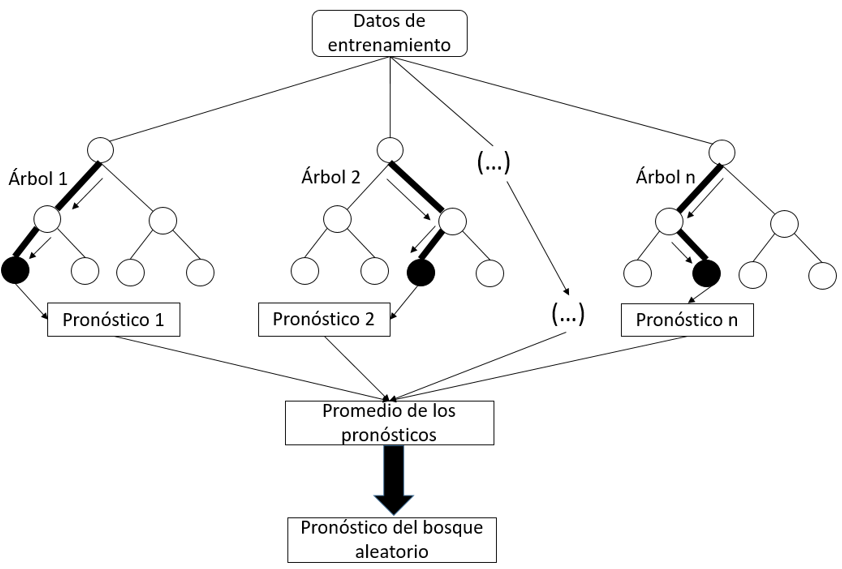 Datos de
entrenamiento
Árbol 1
Árbol 2
(...)
Árbol n
Pronóstico 1
Pronóstico 2
(...)
Pronóstico n
Promedio de los
pronósticos
Pronóstico del bosque
aleatorio